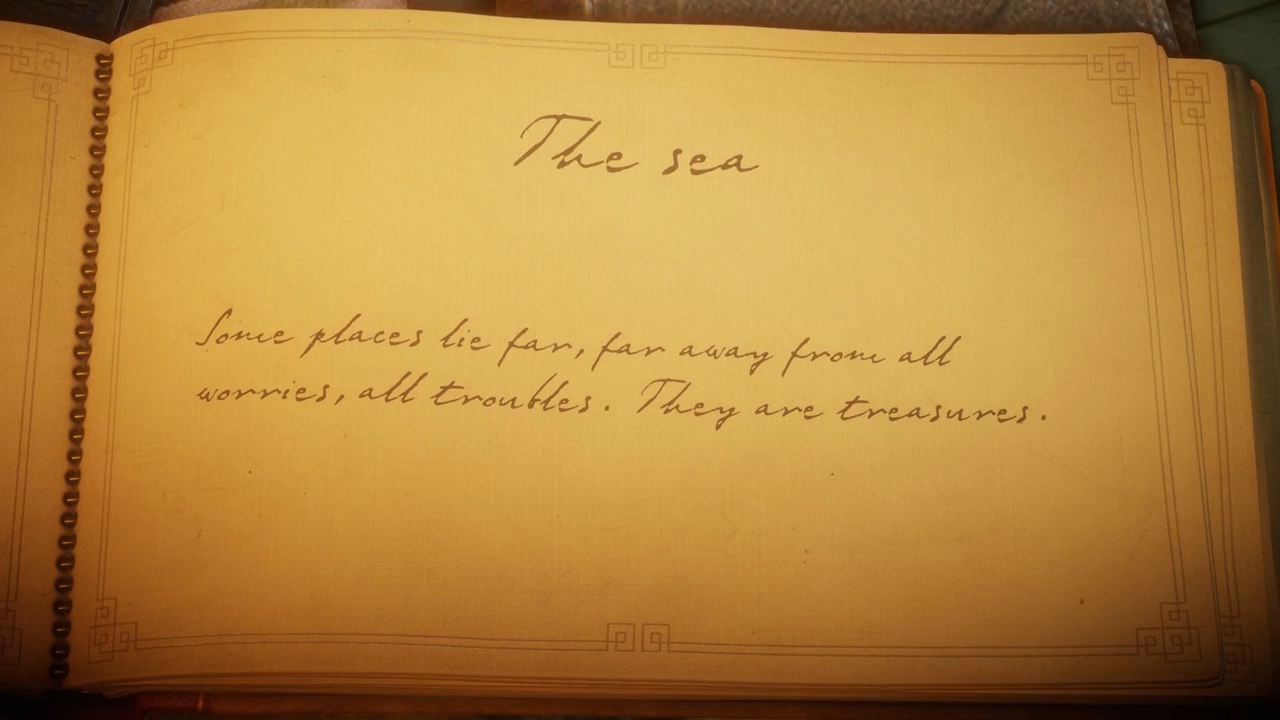 The sea
Some places lie far, far away from all
worries, all troubles. They are treasures.